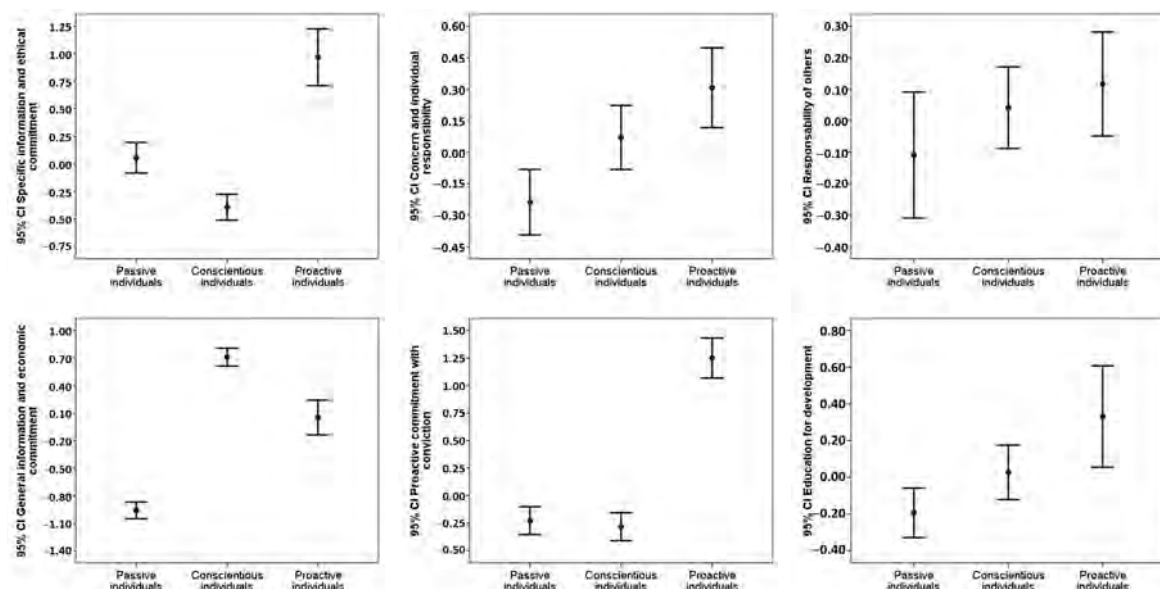 95% CI Specific information and ethical
commitment
1.25
1.00
0.75
0.50
0.25
0.00
−0.25
−0.50
−0.75
Passive
individuals
Conscientious
individuals
Proactive
individuals
95% CI Concern and individual
responsibility
0.60
0.45
0.30
0.15
0.00
−0.15
−0.30
−0.45
Passive
individuals
Conscientious
individuals
Proactive
individuals
95% CI Responsability of others
0.30
0.20
0.10
0.00
−0.10
−0.20
−0.30
−0.40
Passive
individuals
Conscientious
individuals
Proactive
individuals
95% CI General information and economic
commitment
1.00
0.70
0.40
0.10
−0.20
−0.50
−0.80
−1.10
−1.40
Passive
individuals
Conscientious
individuals
Proactive
individuals
95% CI Proactive commitment with
conviction
1.50
1.25
1.00
0.75
0.50
0.25
0.00
−0.25
−0.50
Passive
individuals
Conscientious
individuals
Proactive
individuals
95% CI Education for development
0.80
0.60
0.40
0.20
0.00
−0.20
−0.40
Passive
individuals
Conscientious
individuals
Proactive
individuals